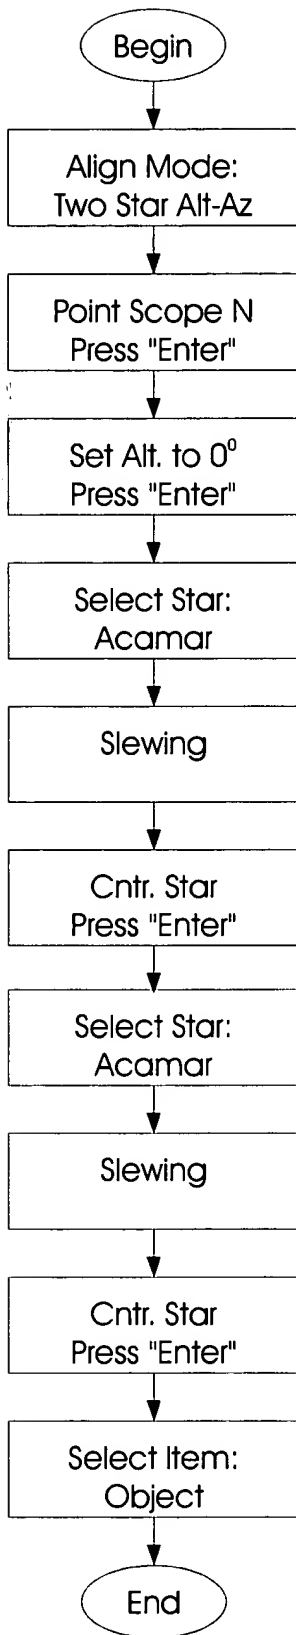 Begin
Align Mode:
Two Star Alt-Az
Point Scope N
Press "Enter"
Set Alt. to 0⁰
Press "Enter"
Select Star:
Acamar
Slewing
Cntr. Star
Press "Enter"
Select Star:
Acamar
Slewing
Cntr. Star
Press "Enter"
Select Item:
Object
End